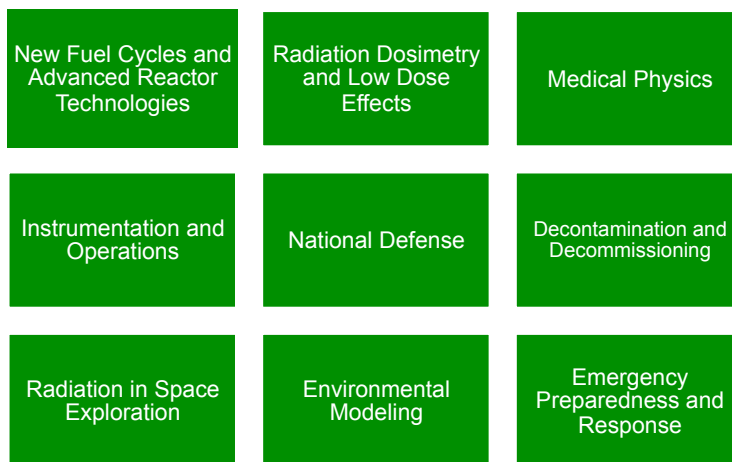 New Fuel Cycles and
Advanced Reactor
Technologies
Radiation Dosimetry
and Low Dose
Effects
Medical Physics
Instrumentation and
Operations
National Defense
Decontamination and
Decommissioning
Radiation in Space
Exploration
Environmental
Modeling
Emergency
Preparedness and
Response